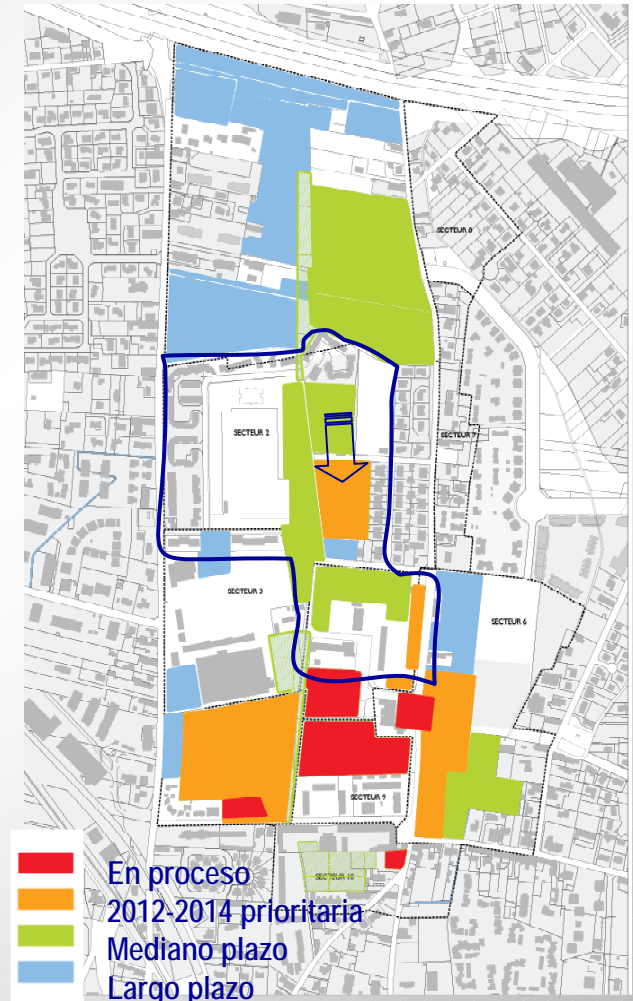 SECTEUR 8
SECTEUR 2
SECTEUR 7
SECTEUR 3
SECTEUR 6
SECTEUR 9
SECTEUR 10
En proceso
2012-2014 prioritaria
Mediano plazo
Largo plazo